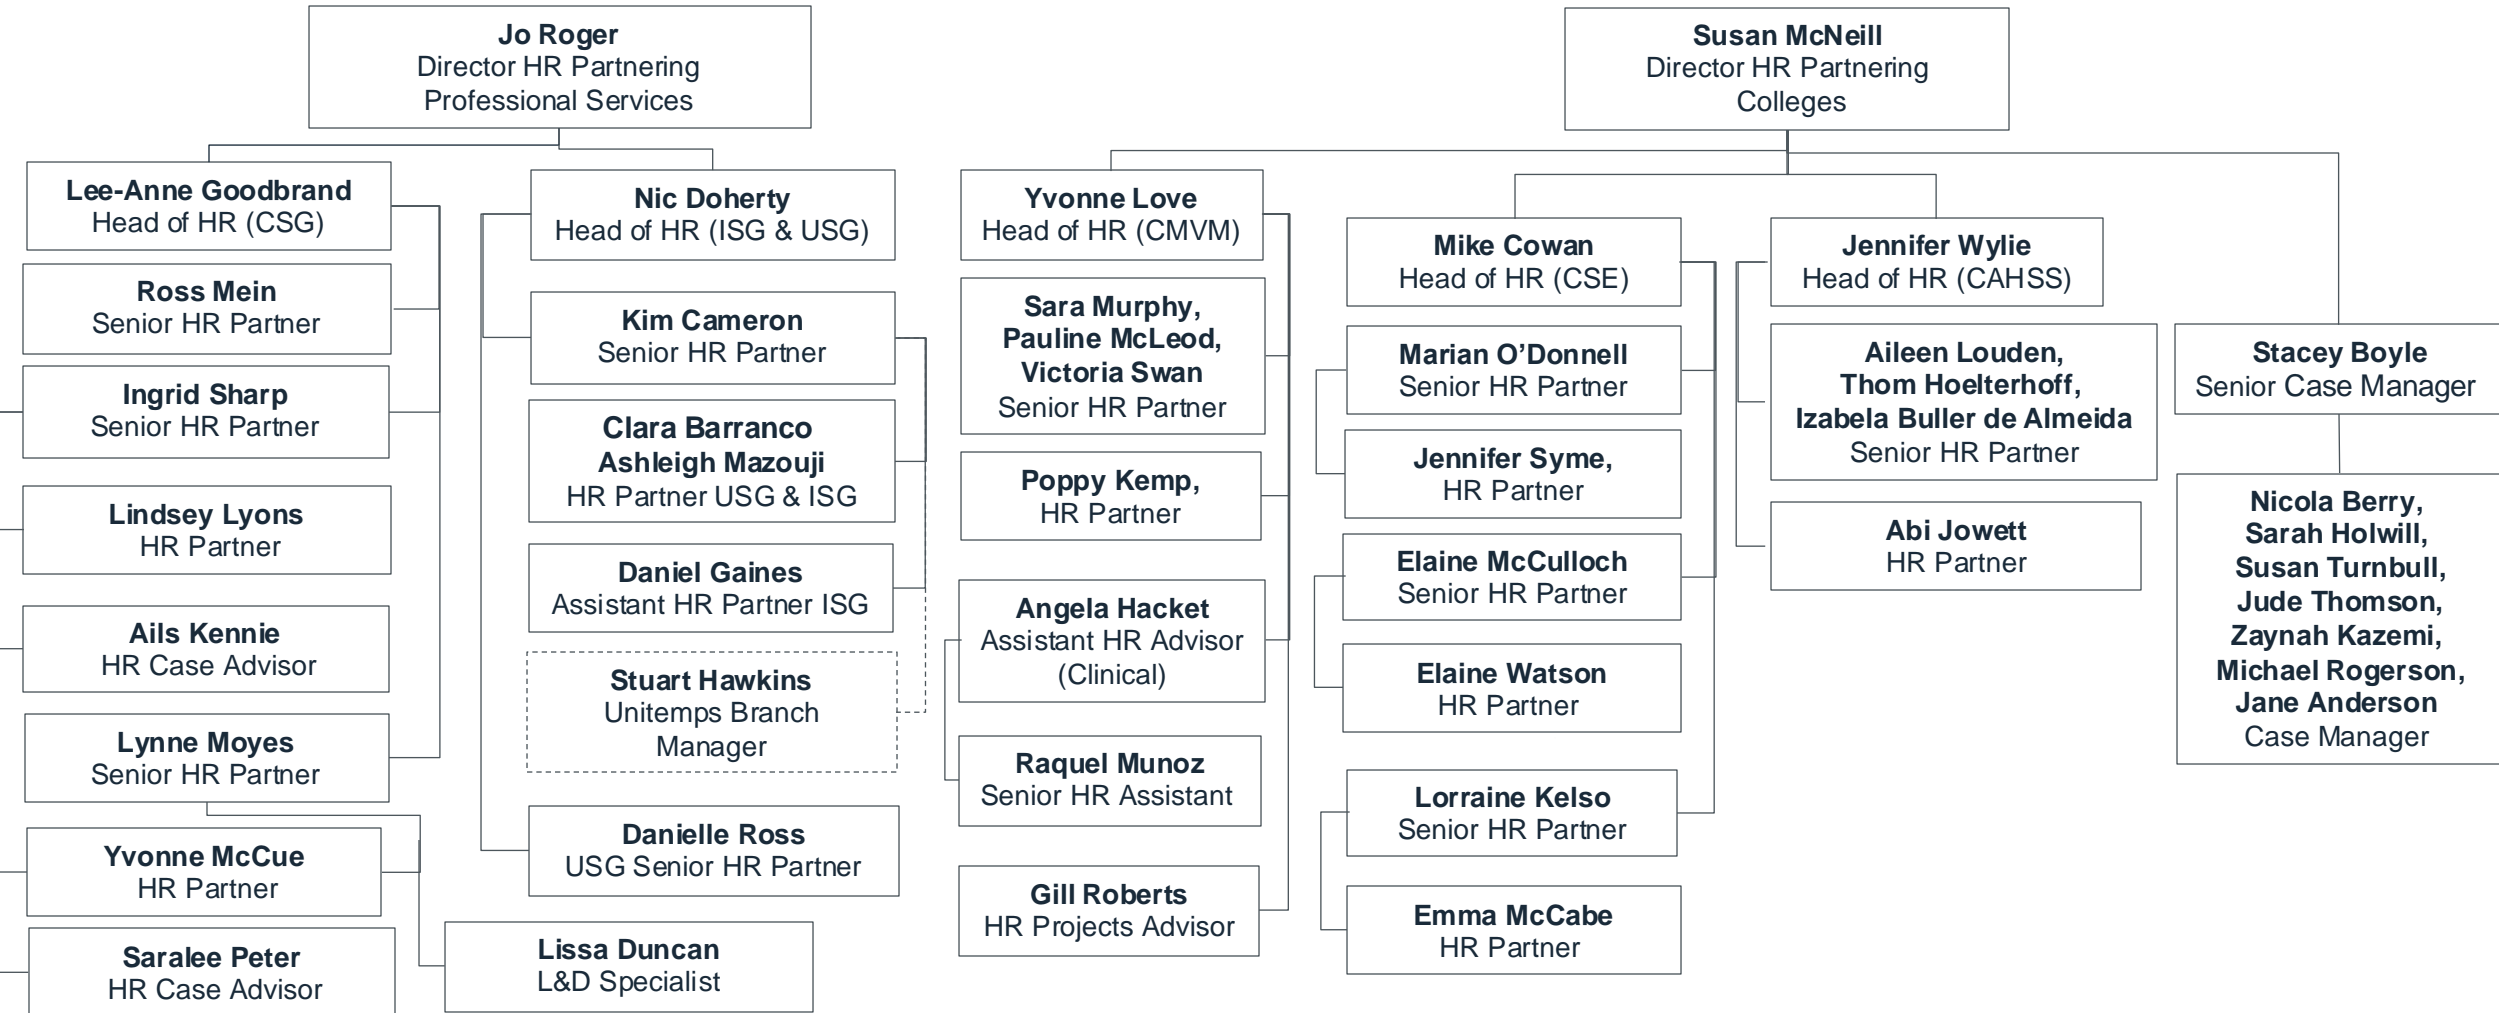 Jo Roger
Director HR Partnering
Professional Services
Susan McNeill
Director HR Partnering
Colleges
Lee-Anne Goodbrand
Head of HR (CSG)
Ross Mein
Senior HR Partner
Ingrid Sharp
Senior HR Partner
Lindsey Lyons
HR Partner
Ails Kennie
HR Case Advisor
Lynne Moyes
Senior HR Partner
Yvonne McCue
HR Partner
Saralee Peter
HR Case Advisor
Lissa Duncan
L&D Specialist
Nic Doherty
Head of HR (ISG & USG)
Kim Cameron
Senior HR Partner
Clara Barranco
Ashleigh Mazouji
HR Partner USG & ISG
Daniel Gaines
Assistant HR Partner ISG
Stuart Hawkins
Unitemps Branch
Manager
Danielle Ross
USG Senior HR Partner
Yvonne Love
Head of HR (CMVM)
Sara Murphy,
Pauline McLeod,
Victoria Swan
Senior HR Partner
Poppy Kemp,
HR Partner
Angela Hacket
Assistant HR Advisor
(Clinical)
Raquel Munoz
Senior HR Assistant
Gill Roberts
HR Projects Advisor
Mike Cowan
Head of HR (CSE)
Marian O’Donnell
Senior HR Partner
Jennifer Syme,
HR Partner
Elaine McCulloch
Senior HR Partner
Elaine Watson
HR Partner
Lorraine Kelso
Senior HR Partner
Emma McCabe
HR Partner
Jennifer Wylie
Head of HR (CAHSS)
Aileen Louden,
Thom Hoelterhoff,
Izabela Buller de Almeida
Senior HR Partner
Abi Jowett
HR Partner
Stacey Boyle
Senior Case Manager
Nicola Berry,
Sarah Holwill,
Susan Turnbull,
Jude Thomson,
Zaynah Kazemi,
Michael Rogerson,
Jane Anderson
Case Manager